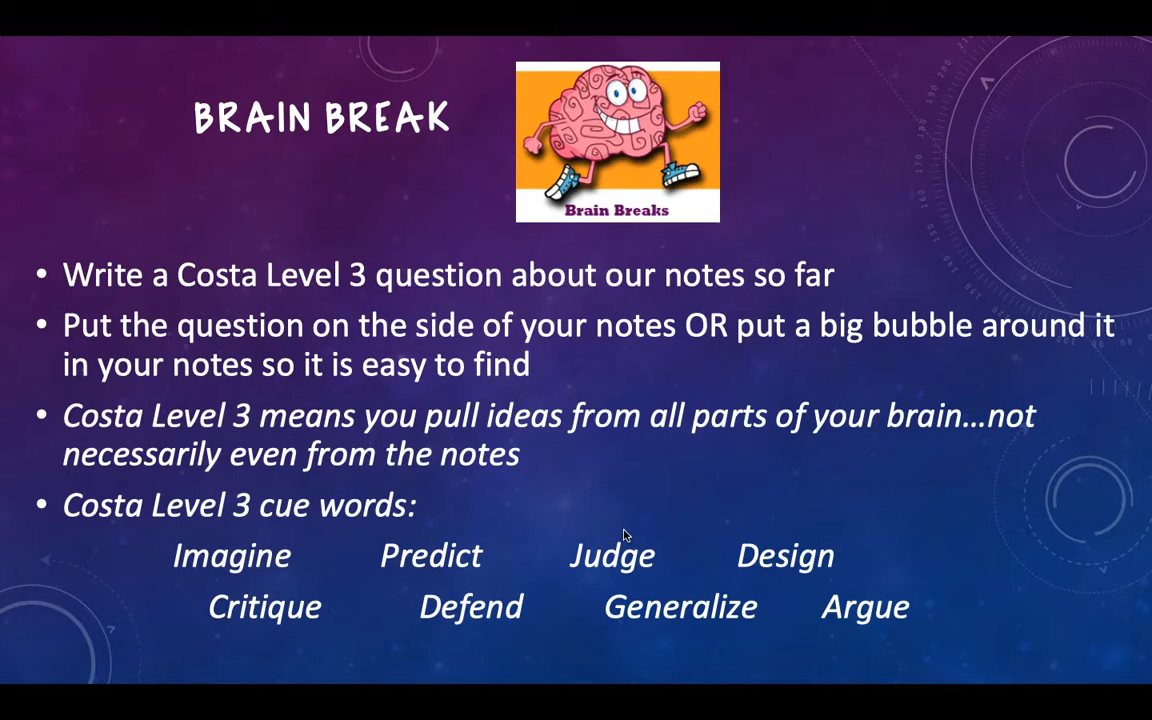 BRAIN BREAK
Brain Breaks
• Write a Costa Level 3 question about our notes so far
• Put the question on the side of your notes OR put a big bubble around it
in your notes so it is easy to find
• Costa Level 3 means you pull ideas from all parts of your brain...not
necessarily even from the notes
• Costa Level 3 cue words:
Imagine Predict Judge Design
Critique Defend Generalize Argue